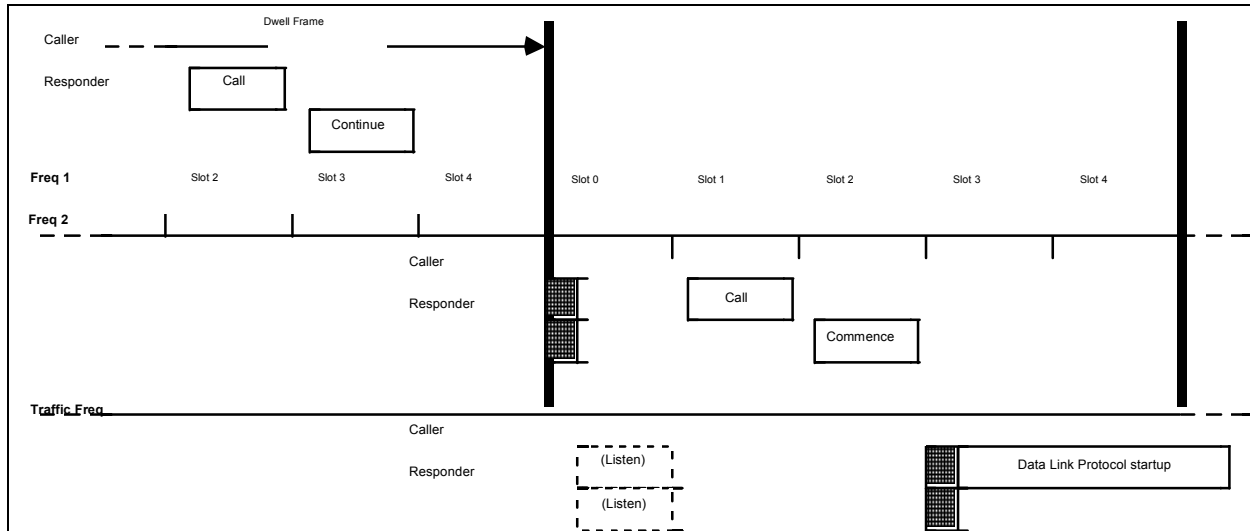 Dwell Frame
Caller
Responder
Call
Continue
Freq 1
Slot 2 Slot 3 Slot 4 Slot 0 Slot 1 Slot 2 Slot 3 Slot 4
Freq 2
Caller
Responder
Call
Commence
Traffic Freq
Caller
Responder
(Listen)
(Listen)
Data Link Protocol startup